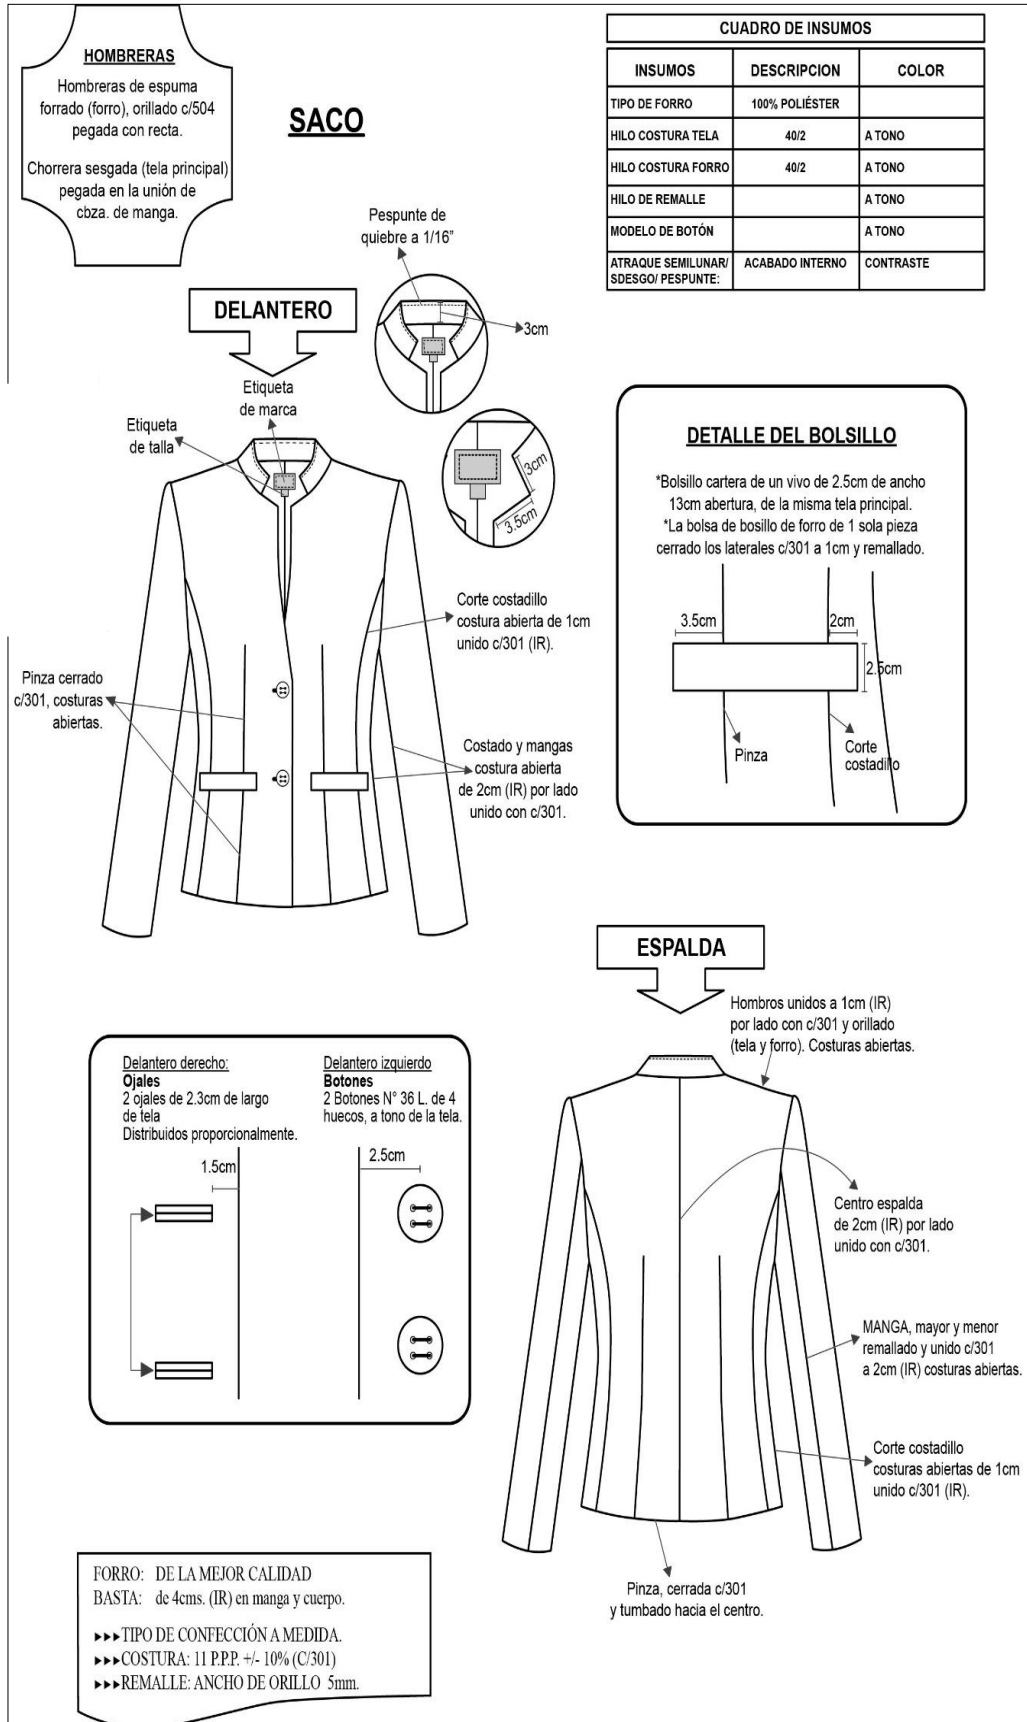 HOMBRERAS
Hombreras de espuma
forrado (forro), orillado c/504
pegada con recta.
Chorrera sesgada (tela principal)
pegada en la unión de
cbza. de manga.
SACO
CUADRO DE INSUMOS
INSUMOS DESCRIPCION COLOR
TIPO DE FORRO 100% POLIÉSTER
HILO COSTURA TELA 40/2 A TONO
HILO COSTURA FORRO 40/2 A TONO
HILO DE REMALLE A TONO
MODELO DE BOTÓN A TONO
ATRAQUE SEMILUNAR/ ACABADO INTERNO CONTRASTE
SDESGO/ PESPUNTE:
Pespunte de
quiebre a 1/16”
3cm
DELANTERO
Etiqueta
de marca
Etiqueta
de talla
3cm
3.5cm
Corte costadillo
costura abierta de 1cm
unido c/301 (IR).
Pinza cerrado
c/301, costuras
abiertas.
Costado y mangas
costura abierta
de 2cm (IR) por lado
unido con c/301.
DETALLE DEL BOLSILLO
*Bolsillo cartera de un vivo de 2.5cm de ancho
13cm abertura, de la misma tela principal.
*La bolsa de bosillo de forro de 1 sola pieza
cerrado los laterales c/301 a 1cm y remallado.
3.5cm 2cm
2.5cm
Pinza
Corte
costadillo
ESPALDA
Hombros unidos a 1cm (IR)
por lado con c/301 y orillado
(tela y forro). Costuras abiertas.
Centro espalda
de 2cm (IR) por lado
unido con c/301.
MANGA, mayor y menor
remallado y unido c/301
a 2cm (IR) costuras abiertas.
Corte costadillo
costuras abiertas de 1cm
unido c/301 (IR).
Pinza, cerrada c/301
y tumbado hacia el centro.
Delantero derecho:
Ojales
2 ojales de 2.3cm de largo
de tela
Distribuidos proporcionalmente.
1.5cm
Delantero izquierdo
Botones
2 Botones N° 36 L. de 4
huecos, a tono de la tela.
2.5cm
FORRO: DE LA MEJOR CALIDAD
BASTA: de 4cms. (IR) en manga y cuerpo.
►►►TIPO DE CONFECCIÓN A MEDIDA.
►►►COSTURA: 11 P.P.P. +/- 10% (C/301)
►►►REMALLE: ANCHO DE ORILLO 5mm.